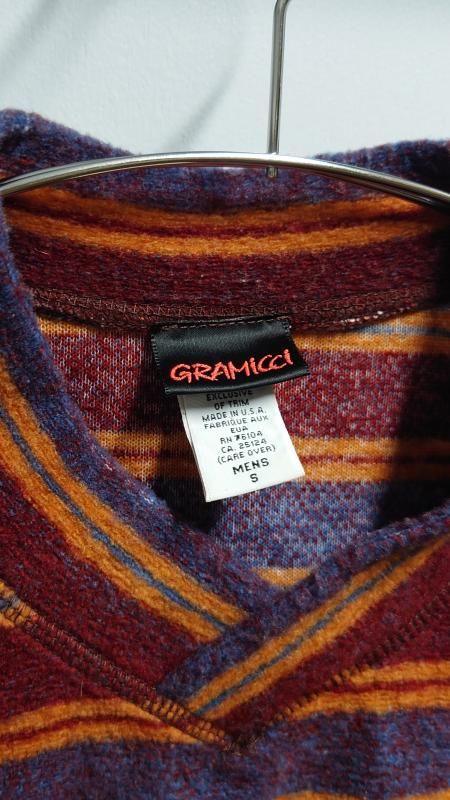 GRAMICCI
EXCLUSIVE
OF TRIM
MADE IN U.S.A.
FABRIQUE AUX
EUA
RN 76104
CA. 25124
(CARE OVER)
MENS
S